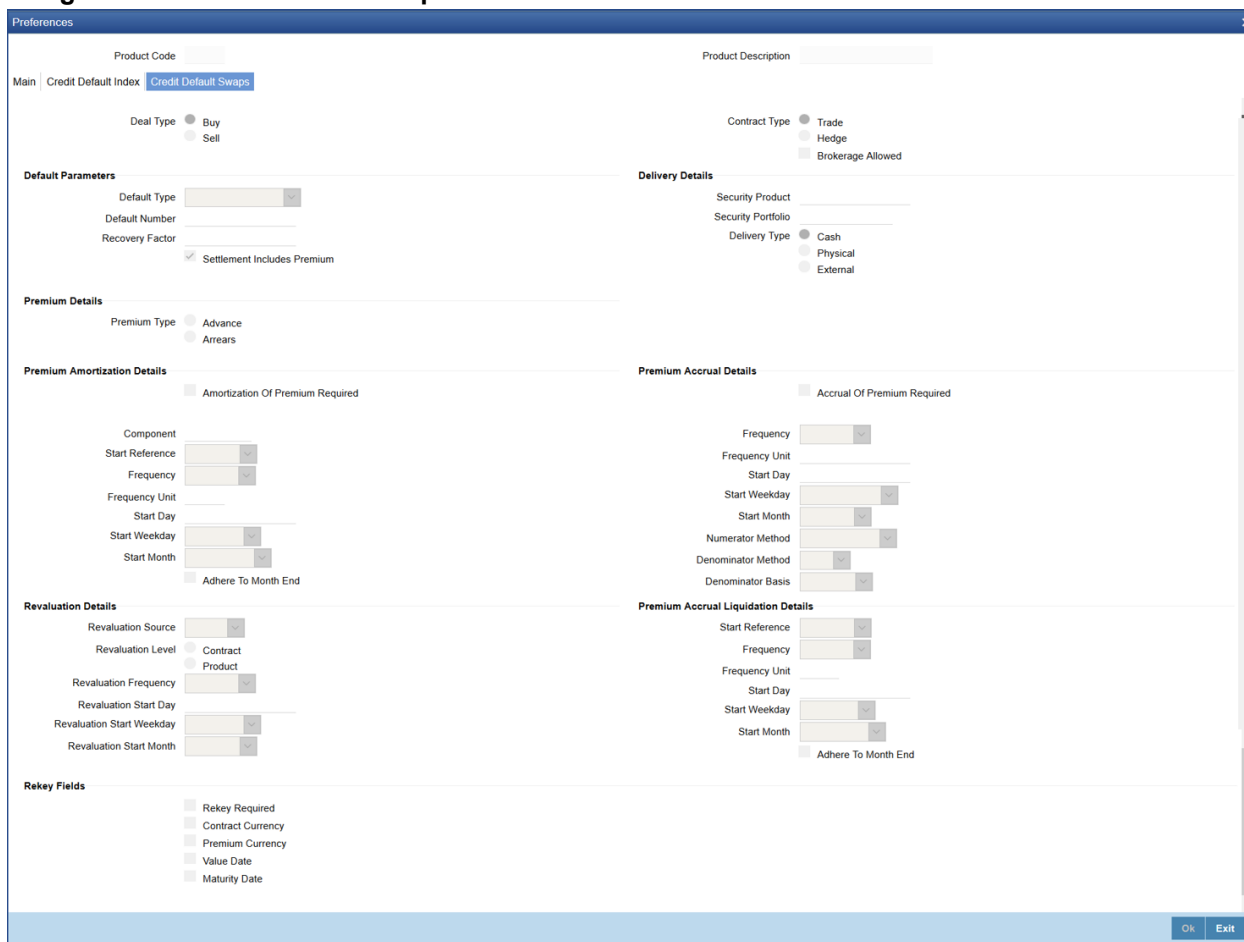 Preferences
Product Code
Product Description
Main
Credit Default Index
Credit Default Swaps
Deal Type
Buy
Sell
Contract Type
Trade
Hedge
Brokerage Allowed
Default Parameters
Default Type
Default Number
Recovery Factor
Settlement Includes Premium
Delivery Details
Security Product
Security Portfolio
Delivery Type
Cash
Physical
External
Premium Details
Premium Type
Advance
Arrears
Premium Amortization Details
Amortization Of Premium Required
Component
Start Reference
Frequency
Frequency Unit
Start Day
Start Weekday
Start Month
Adhere To Month End
Premium Accrual Details
Accrual Of Premium Required
Frequency
Frequency Unit
Start Day
Start Weekday
Start Month
Numerator Method
Denominator Method
Denominator Basis
Revaluation Details
Revaluation Source
Revaluation Level
Contract
Product
Revaluation Frequency
Revaluation Start Day
Revaluation Start Weekday
Revaluation Start Month
Premium Accrual Liquidation Details
Start Reference
Frequency
Frequency Unit
Start Day
Start Weekday
Start Month
Adhere To Month End
Rekey Fields
Rekey Required
Contract Currency
Premium Currency
Value Date
Maturity Date
Ok
Exit